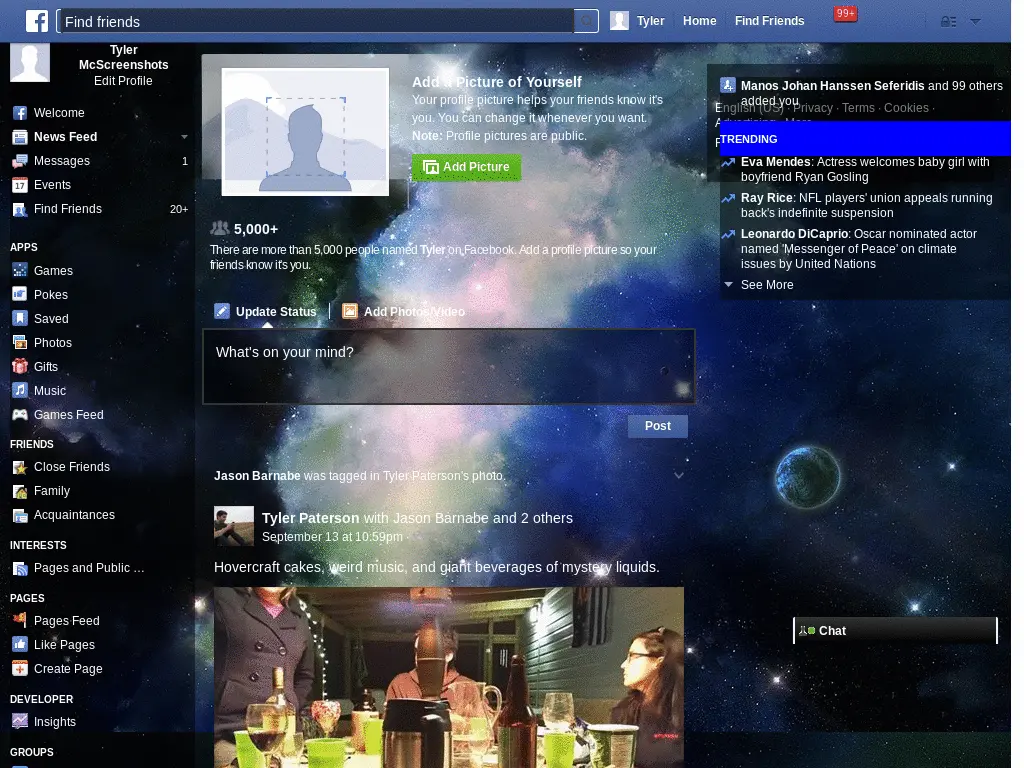 Find friends
Tyler
Home
Find Friends
99+
Tyler
McScreenshots
Edit Profile
Welcome
News Feed
Messages 1
Events
17
Find Friends 20+
APPS
Games
Pokes
Saved
Photos
Gifts
Music
Games Feed
FRIENDS
Close Friends
Family
Acquaintances
INTERESTS
Pages and Public ...
PAGES
Pages Feed
Like Pages
Create Page
DEVELOPER
Insights
GROUPS
Add a Picture of Yourself
Your profile picture helps your friends know it's
you. You can change it whenever you want.
Note: Profile pictures are public.
Add Picture
5,000+
There are more than 5,000 people named Tyler on Facebook. Add a profile picture so your
friends know it's you.
Update Status
Add Photos/Video
What's on your mind?
Post
Jason Barnabe was tagged in Tyler Paterson's photo.
Tyler Paterson with Jason Barnabe and 2 others
September 13 at 10:59pm
Hovercraft cakes, weird music, and giant beverages of mystery liquids.
Manos Johan Hanssen Seferidis and 99 others
added you.
English (US) · Privacy · Terms · Cookies ·
Advertising · More
TRENDING
Eva Mendes: Actress welcomes baby girl with
boyfriend Ryan Gosling
Ray Rice: NFL players' union appeals running
back's indefinite suspension
Leonardo DiCaprio: Oscar nominated actor
named 'Messenger of Peace' on climate
issues by United Nations
See More
Chat